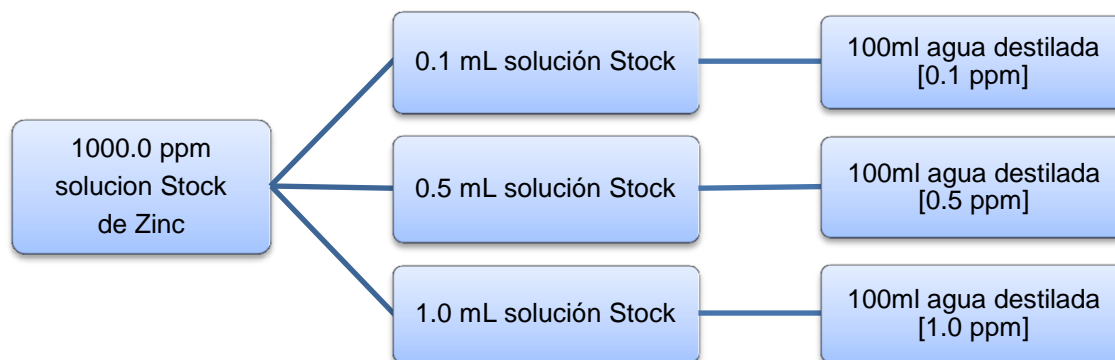 1000.0 ppm
solucion Stock
de Zinc
0.1 mL solución Stock
100ml agua destilada
[0.1 ppm]
0.5 mL solución Stock
100ml agua destilada
[0.5 ppm]
1.0 mL solución Stock
100ml agua destilada
[1.0 ppm]